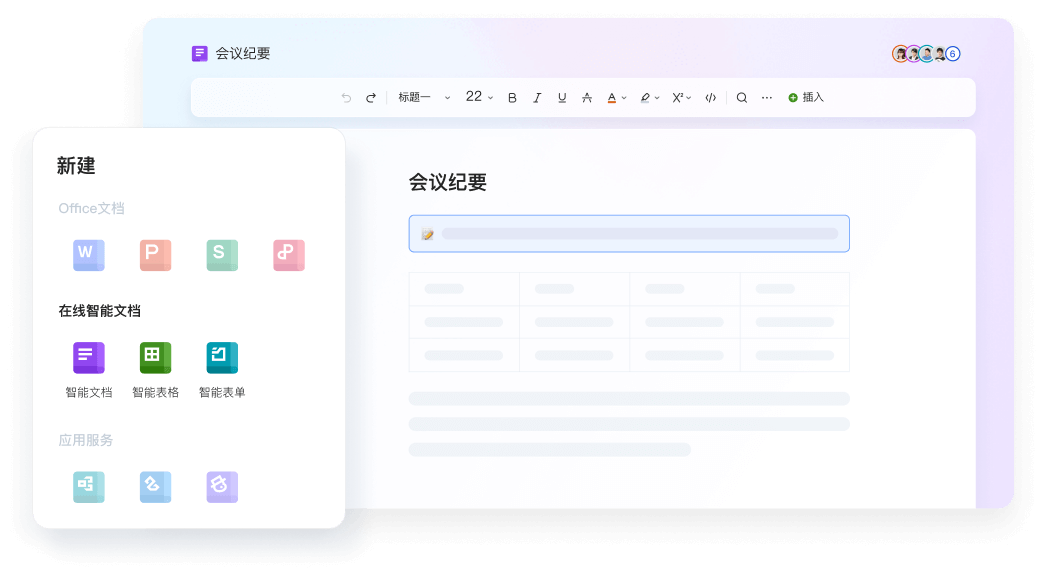 会议纪要
6
标题一 22 B I U A A X² </> ··· 插入
新建
Office文档
W P S P
在线智能文档
智能文档 智能表格 智能表单
应用服务
会议纪要